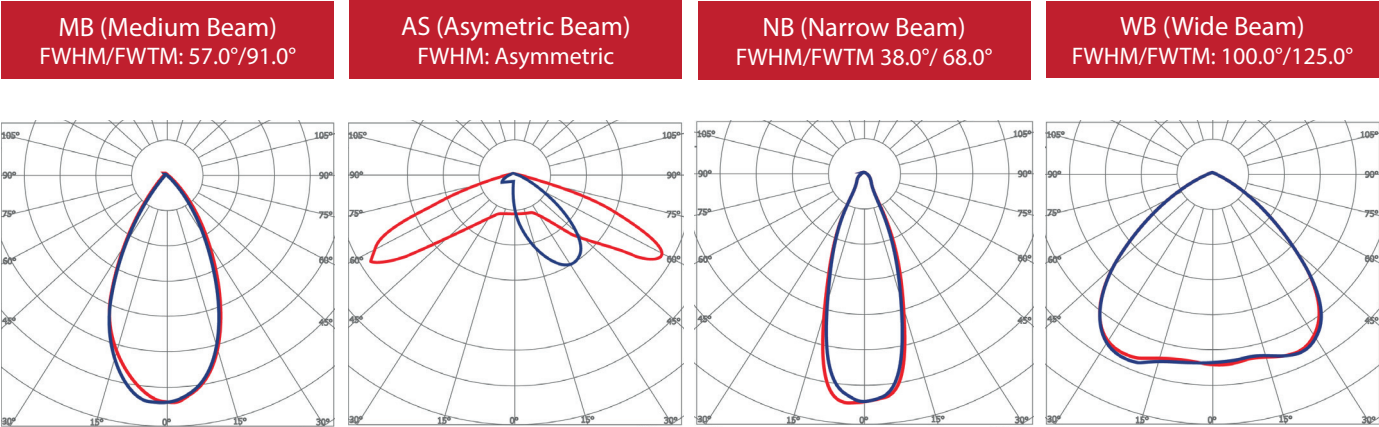 MB (Medium Beam)
FWHM/FWTM: 57.0°/91.0°
AS (Asymetric Beam)
FWHM: Asymmetric
NB (Narrow Beam)
FWHM/FWTM 38.0°/ 68.0°
WB (Wide Beam)
FWHM/FWTM: 100.0°/125.0°
105° 105°
90° 90°
75° 75°
60° 60°
45° 45°
30° 15° 0° 15° 30°
105° 105°
90° 90°
75° 75°
60° 60°
45° 45°
30° 15° 0° 15° 30°
105° 105°
90° 90°
75° 75°
60° 60°
45° 45°
30° 15° 0° 15° 30°
105° 105°
90° 90°
75° 75°
60° 60°
45° 45°
30° 15° 0° 15° 30°